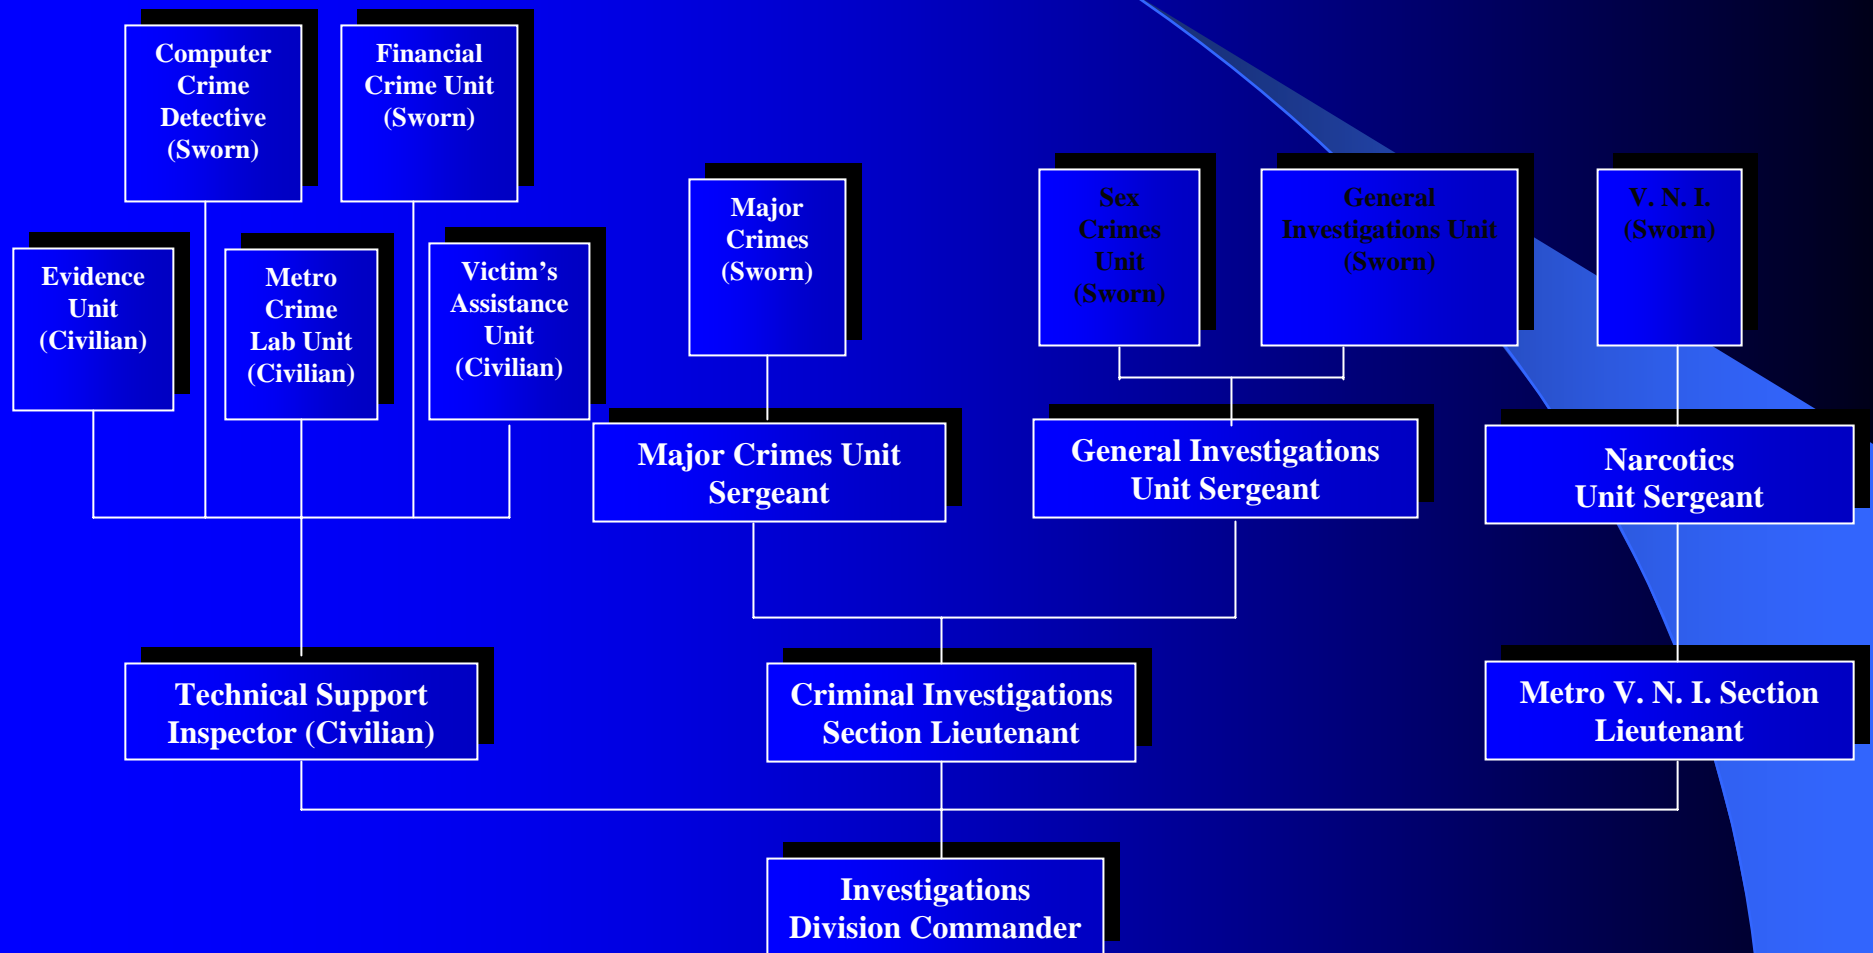 Computer
Crime
Detective
(Sworn)
Financial
Crime Unit
(Sworn)
Major
Crimes
(Sworn)
Sex
Crimes
Unit
(Sworn)
General
Investigations Unit
(Sworn)
V. N. I.
(Sworn)
Evidence
Unit
(Civilian)
Metro
Crime
Lab Unit
(Civilian)
Victim’s
Assistance
Unit
(Civilian)
Major Crimes Unit
Sergeant
General Investigations
Unit Sergeant
Narcotics
Unit Sergeant
Technical Support
Inspector (Civilian)
Criminal Investigations
Section Lieutenant
Metro V. N. I. Section
Lieutenant
Investigations
Division Commander